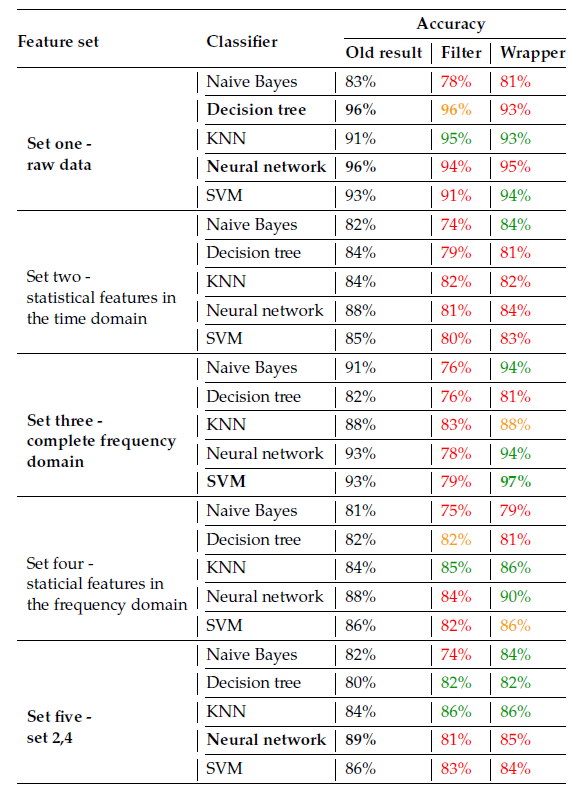 Accuracy
Feature set Classifier
Old result Filter Wrapper
Naive Bayes 83% 78% 81%
Decision tree 96% 96% 93%
Set one - KNN 91% 95% 93%
raw data Neural network 96% 94% 95%
SVM 93% 91% 94%
Naive Bayes 82% 74% 84%
Decision tree 84% 79% 81%
Set two - KNN 84% 82% 82%
statistical features in
the time domain Neural network 88% 81% 84%
SVM 85% 80% 83%
Naive Bayes 91% 76% 94%
Decision tree 82% 76% 81%
Set three - KNN 88% 83% 88%
complete frequency
domain Neural network 93% 78% 94%
SVM 93% 79% 97%
Naive Bayes 81% 75% 79%
Decision tree 82% 82% 81%
Set four - KNN 84% 85% 86%
staticial features in
the frequency domain Neural network 88% 84% 90%
SVM 86% 82% 86%
Naive Bayes 82% 74% 84%
Decision tree 80% 82% 82%
Set five - KNN 84% 86% 86%
set 2,4 Neural network 89% 81% 85%
SVM 86% 83% 84%